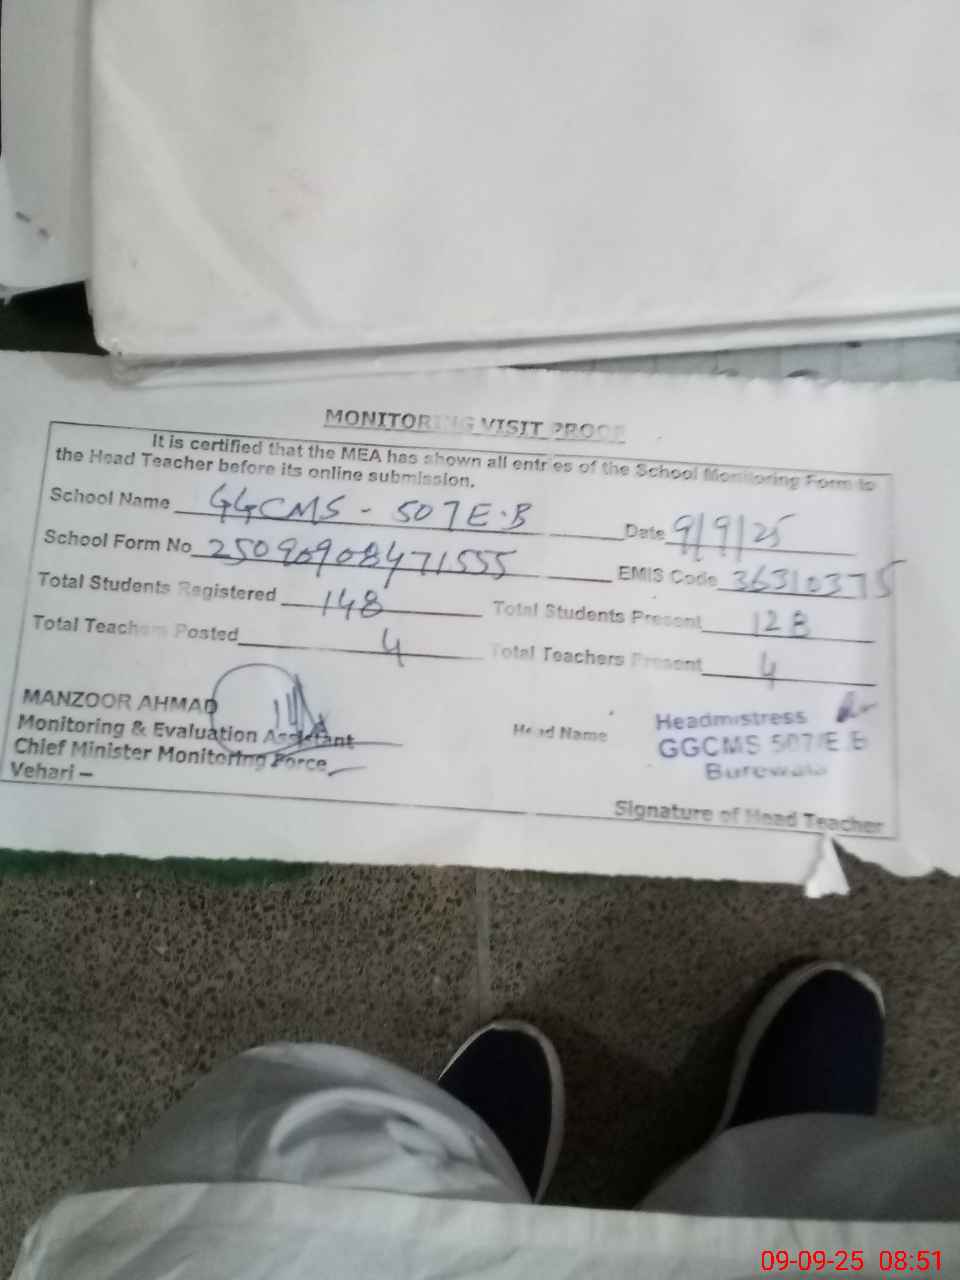 MONITORING VISIT PROOF
It is certified that the MEA has shown all entries of the School Monitoring Form to
the Head Teacher before its online submission.
School Name GGCMS - 507 E.B Date 9/9/25
School Form No 25090908471555 EMIS Code 36310375
Total Students Registered 148 Total Students Present 128
Total Teachers Posted 4 Total Teachers Present 4
MANZOOR AHMAD
Monitoring & Evaluation Assistant
Chief Minister Monitoring Force
Vehari –
Head Name
Headmistress
GGCMS 507/E.B
Burewala
Signature of Head Teacher
09-09-25 08:51